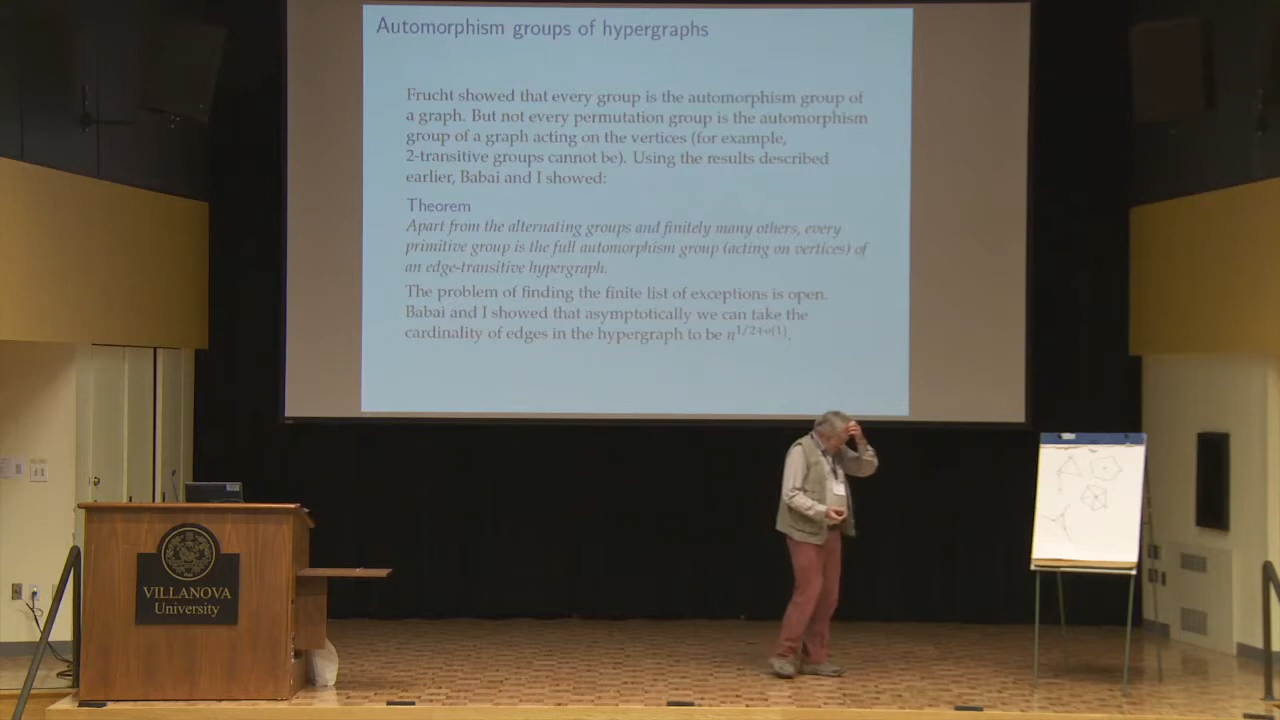 Automorphism groups of hypergraphs
Frucht showed that every group is the automorphism group of
a graph. But not every permutation group is the automorphism
group of a graph acting on the vertices (for example,
2-transitive groups cannot be). Using the results described
earlier, Babai and I showed:
Theorem
Apart from the alternating groups and finitely many others, every
primitive group is the full automorphism group (acting on vertices) of
an edge-transitive hypergraph.
The problem of finding the finite list of exceptions is open.
Babai and I showed that asymptotically we can take the
cardinality of edges in the hypergraph to be n^{1/2+o(1)}.
VILLANOVA
University